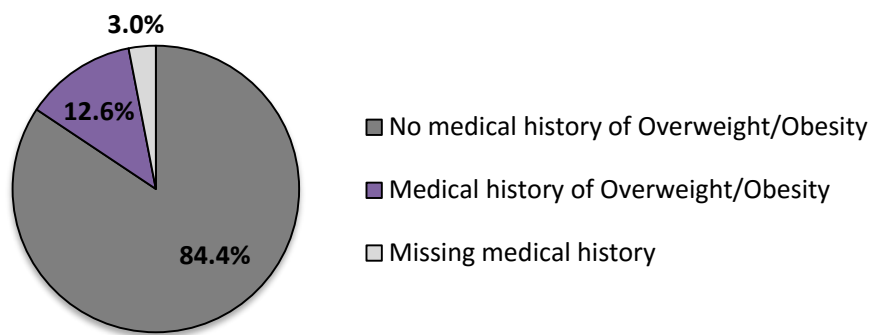 3.0%
12.6%
84.4%
No medical history of Overweight/Obesity
Medical history of Overweight/Obesity
Missing medical history